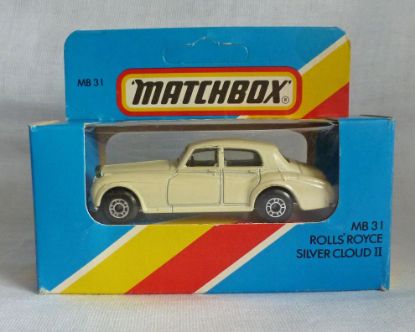 MB 31
"MATCHBOX"®
MB 31
ROLLS ROYCE
SILVER CLOUD II